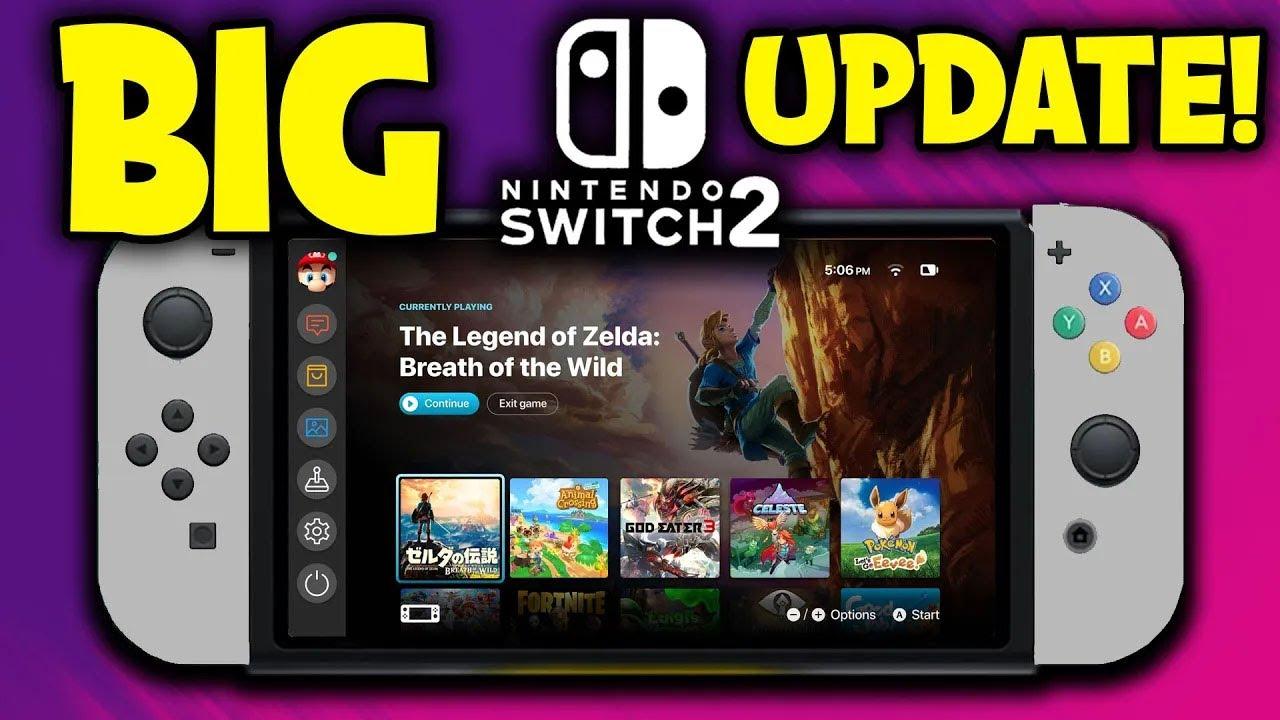 BIG
UPDATE!
NINTENDO
SWITCH 2
5:06 PM
CURRENTLY PLAYING
The Legend of Zelda:
Breath of the Wild
Continue
Exit game
X
Y
A
B
ゼルダの伝説
BREATH OF THE WILD
Animal
Crossing
GOD EATER 3
CELESTE
POKÉMON
Let's Go
Eevee!
FORTNITE
Luigi's
- / + Options
A Start